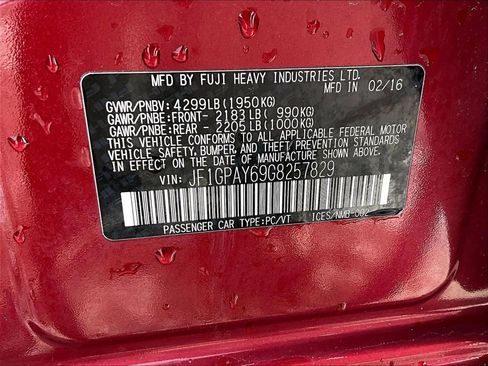 MFD BY FUJI HEAVY INDUSTRIES LTD.
MADE IN JAPAN 02/16
GVWR/PNBV: 4299LB(1950KG)
GAWR/PNBE: FRONT- 2183LB( 990KG)
GAWR/PNBE: REAR - 2205LB(1000KG)
THIS VEHICLE CONFORMS TO ALL APPLICABLE FEDERAL MOTOR
VEHICLE SAFETY, BUMPER, AND THEFT PREVENTION STANDARDS
IN EFFECT ON THE DATE OF MANUFACTURE SHOWN ABOVE.
VIN: JF1GPAY69G8257829
PASSENGER CAR TYPE:PC/VT ICES/NMB-002